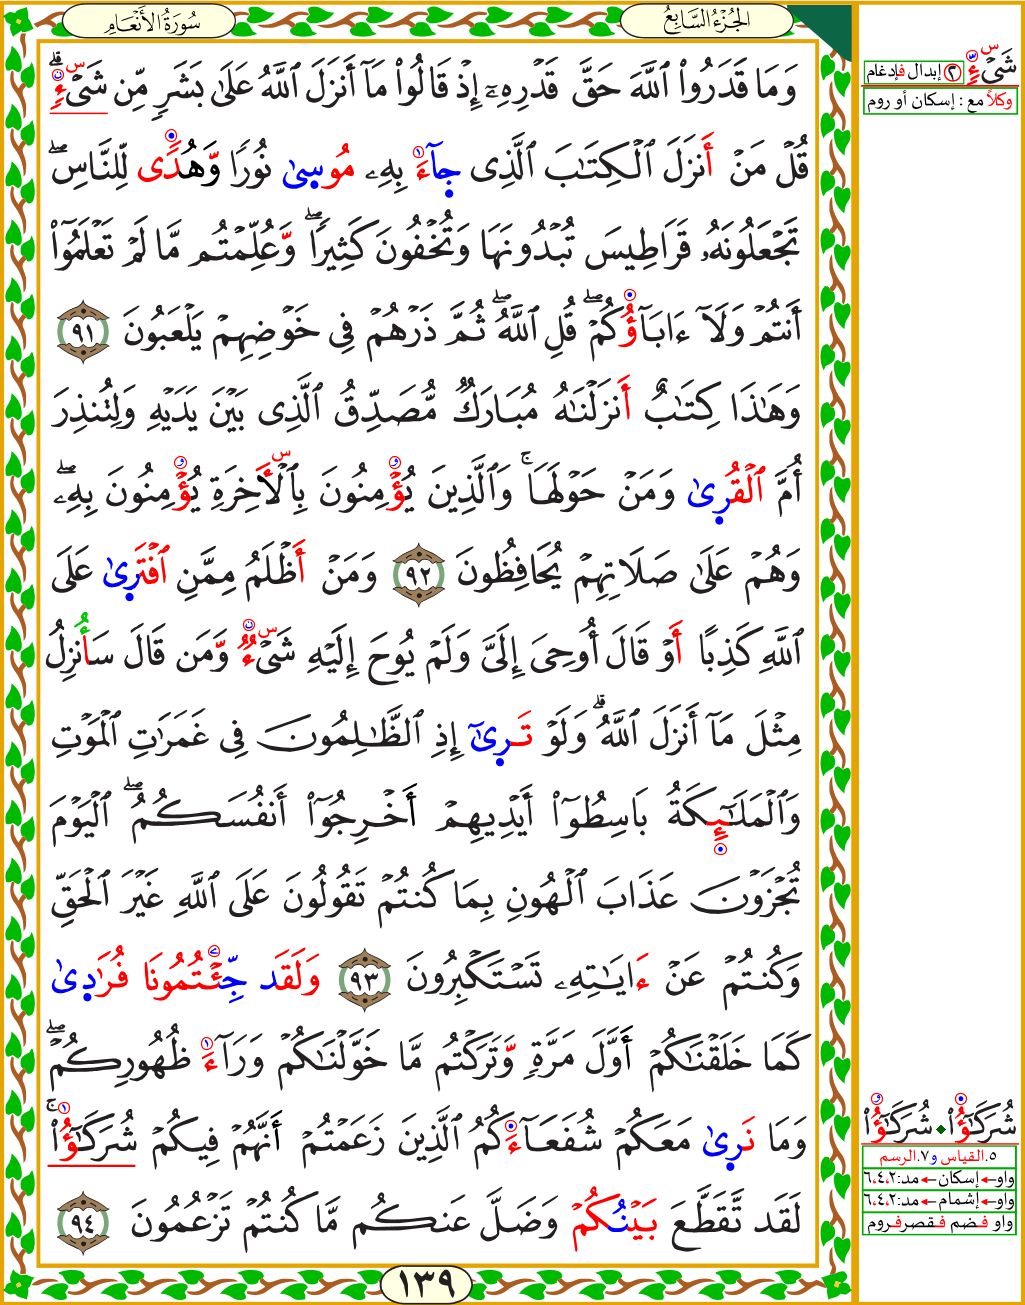 الجُزْءُ السَّابِعُ
سُورَةُ الأَنْعَامِ
وَمَا قَدَرُواْ ٱللَّهَ حَقَّ قَدْرِهِۦٓ إِذْ قَالُواْ مَآ أَنزَلَ ٱللَّهُ عَلَىٰ بَشَرٍ مِّن شَىْءٍ
قُلْ مَنْ أَنزَلَ ٱلْكِتَٰبَ ٱلَّذِى جَآءَ بِهِۦ مُوسِىٰ نُورًا وَّهُدًى لِّلنَّاسِ
تَجْعَلُونَهُۥ قَرَاطِيسَ تُبْدُونَهَا وَتُخْفُونَ كَثِيرًا وَّعُلِّمْتُم مَّا لَمْ تَعْلَمُوٓاْ
أَنتُمْ وَلَآ ءَابَآؤُكُمْ قُلِ ٱللَّهُ ثُمَّ ذَرْهُمْ فِى خَوْضِهِمْ يَلْعَبُونَ ٩١
وَهَٰذَا كِتَٰبٌ أَنزَلْنَٰهُ مُبَارَكٌ مُّصَدِّقُ ٱلَّذِى بَيْنَ يَدَيْهِ وَلِتُنذِرَ
أُمَّ ٱلْقُرِىٰ وَمَنْ حَوْلَهَا وَٱلَّذِينَ يُؤْمِنُونَ بِٱلْأَخِرَةِ يُؤْمِنُونَ بِهِۦ
وَهُمْ عَلَىٰ صَلَاتِهِمْ يُحَافِظُونَ ٩٢ وَمَنْ أَظْلَمُ مِمَّنِ ٱفْتَرِىٰ عَلَى
ٱللَّهِ كَذِبًا أَوْ قَالَ أُوحِىَ إِلَىَّ وَلَمْ يُوحَ إِلَيْهِ شَىْءٌ وَّمَن قَالَ سَأُنزِلُ
مِثْلَ مَآ أَنزَلَ ٱللَّهُ وَلَوْ تَرِىٰٓ إِذِ ٱلظَّٰلِمُونَ فِى غَمَرَٰتِ ٱلْمَوْتِ
وَٱلْمَلَٰٓئِكَةُ بَاسِطُوٓاْ أَيْدِيهِمْ أَخْرِجُوٓاْ أَنفُسَكُمُ ٱلْيَوْمَ
تُجْزَوْنَ عَذَابَ ٱلْهُونِ بِمَا كُنتُمْ تَقُولُونَ عَلَى ٱللَّهِ غَيْرَ ٱلْحَقِّ
وَكُنتُمْ عَنْ ءَايَٰتِهِۦ تَسْتَكْبِرُونَ ٩٣ وَلَقَد جِّئْتُمُونَا فُرَٰدِىٰ
كَمَا خَلَقْنَٰكُمْ أَوَّلَ مَرَّةٍ وَّتَرَكْتُم مَّا خَوَّلْنَٰكُمْ وَرَآءَ ظُهُورِكُمْ
وَمَا نَرِىٰ مَعَكُمْ شُفَعَآءَكُمُ ٱلَّذِينَ زَعَمْتُمْ أَنَّهُمْ فِيكُمْ شُرَكَٰٓؤُاْ
لَقَد تَّقَطَّعَ بَيْنُكُمْ وَضَلَّ عَنكُم مَّا كُنتُمْ تَزْعُمُونَ ٩٤
١٣٩
شَىْءٍ
٢ إبدال فإدغام
وكلاً مع : إسكان أو روم
شُرَكَٰٓؤُاْ • شُرَكَٰٓؤُاْ
٥.القياس و٧.الرسم
واو←إسكان←مد:٦،٤،٢
واو←إشمام←مد:٦،٤،٢
واو فضم فقصر فروم